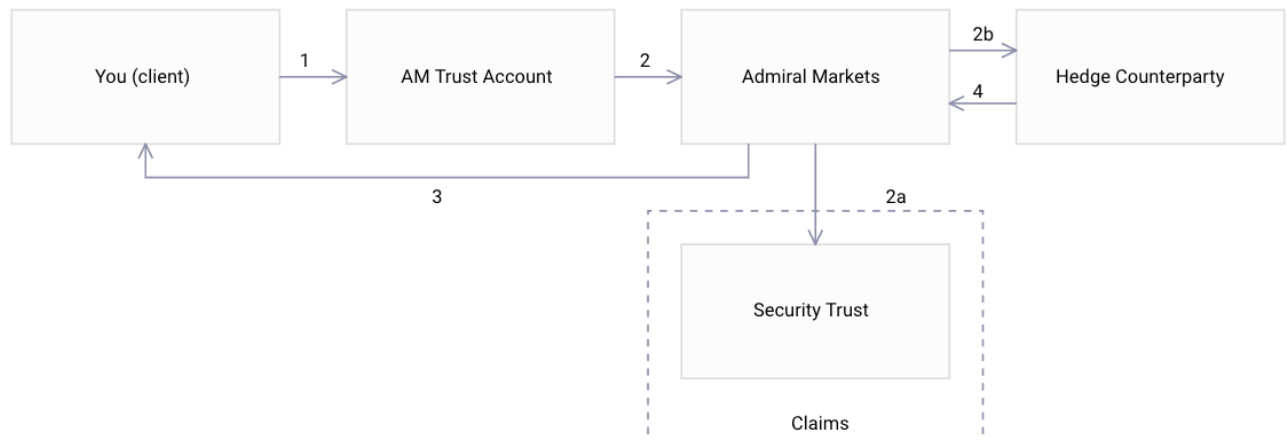 You (client)
1
AM Trust Account
2
Admiral Markets
2b
4
Hedge Counterparty
3
2a
Security Trust
Claims